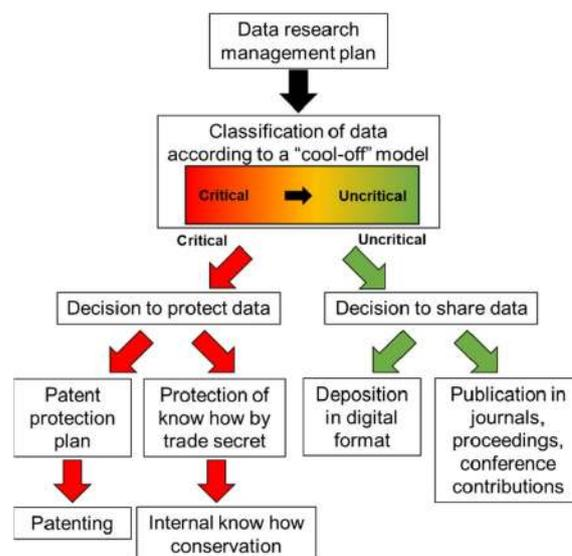 Data research
management plan
Classification of data
according to a "cool-off" model
Critical
Uncritical
Critical
Uncritical
Decision to protect data
Decision to share data
Patent
protection
plan
Protection of
know how by
trade secret
Deposition
in digital
format
Publication in
journals,
proceedings,
conference
contributions
Patenting
Internal know how
conservation